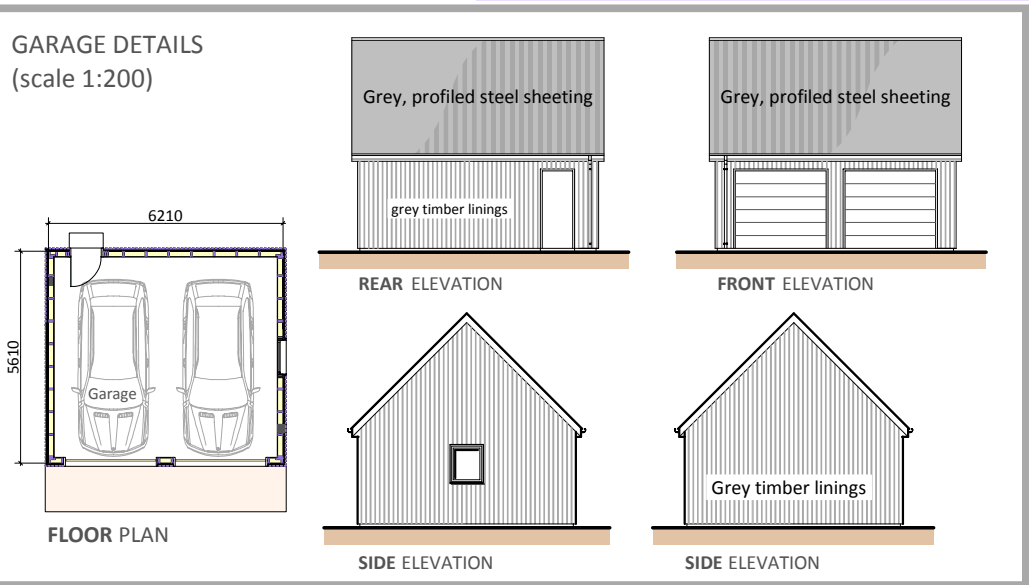 GARAGE DETAILS
(scale 1:200)
Grey, profiled steel sheeting
grey timber linings
REAR ELEVATION
Grey, profiled steel sheeting
FRONT ELEVATION
6210
5610
Garage
FLOOR PLAN
SIDE ELEVATION
Grey timber linings
SIDE ELEVATION